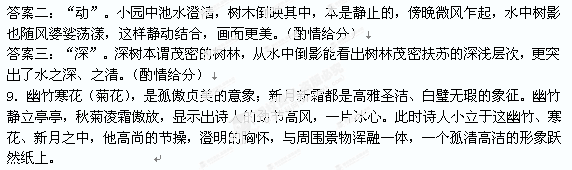 答案二：“动”。小园中池水澄清，树木倒映其中，本是静止的，傍晚微风乍起，水中树影
也随风婆娑荡漾，这样静动结合，画面更美。（酌情给分）
答案三：“深”。深树本谓茂密的树林，从水中倒影能看出树林茂密扶苏的深浅层次，更突
出了水之深、之清。（酌情给分）
9．幽竹寒花（菊花），是孤傲贞美的意象；新月新霜都是高雅圣洁、白璧无瑕的象征。幽竹
静立亭亭，秋菊凌霜傲放，显示出诗人的劲节高风，一片冰心。此时诗人小立于这幽竹、寒
花、新月之中，他高尚的节操，澄明的胸怀，与周围景物浑融一体，一个孤清高洁的形象跃
然纸上。